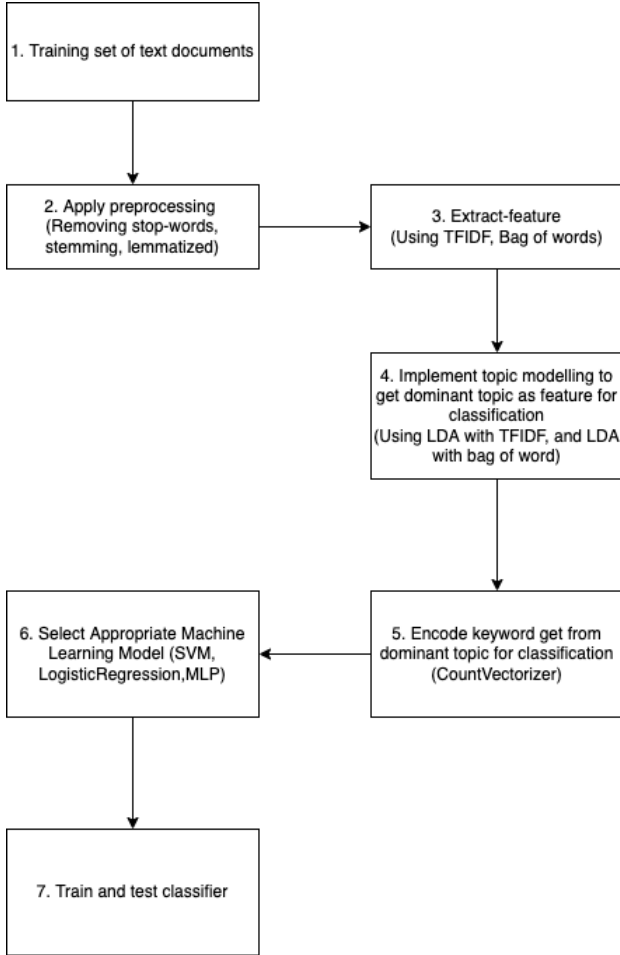 1. Training set of text documents
2. Apply preprocessing
(Removing stop-words,
stemming, lemmatized)
3. Extract-feature
(Using TFIDF, Bag of words)
4. Implement topic modelling to
get dominant topic as feature for
classification
(Using LDA with TFIDF, and LDA
with bag of word)
5. Encode keyword get from
dominant topic for classification
(CountVectorizer)
6. Select Appropriate Machine
Learning Model (SVM,
LogisticRegression,MLP)
7. Train and test classifier